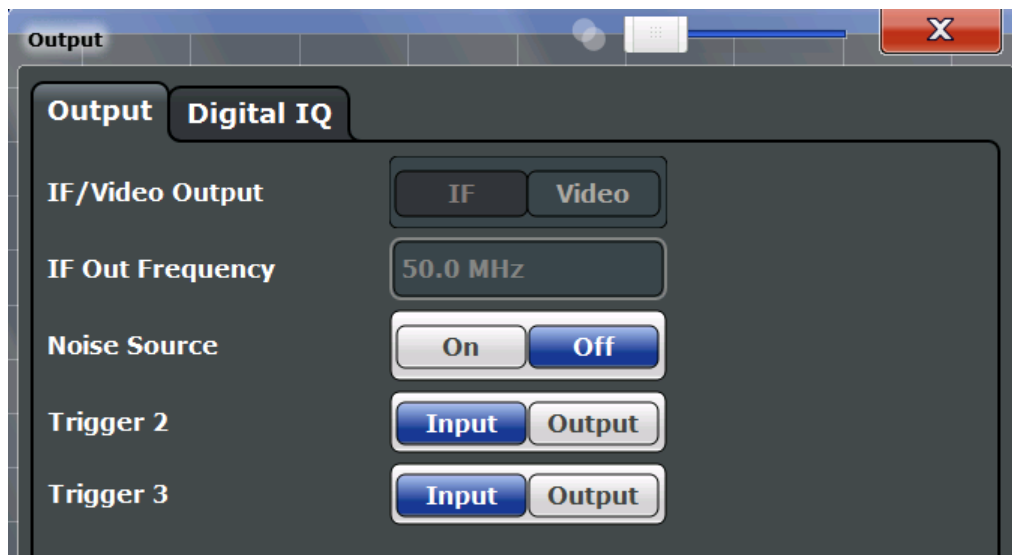 Output
Output Digital IQ
IF/Video Output IF Video
IF Out Frequency 50.0 MHz
Noise Source On Off
Trigger 2 Input Output
Trigger 3 Input Output